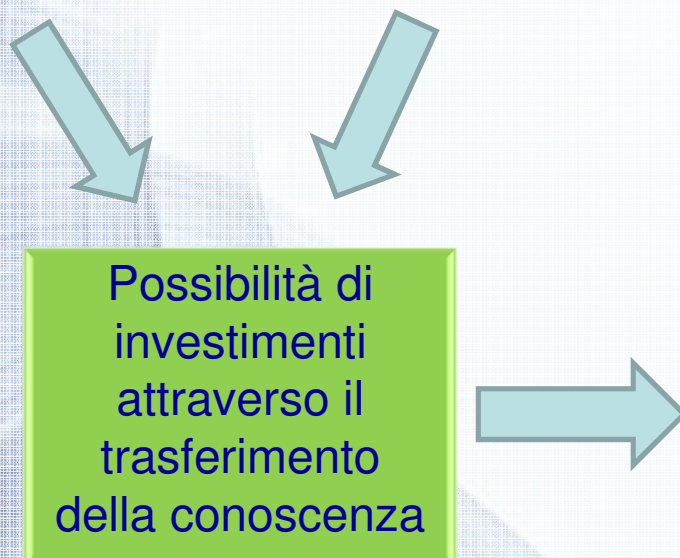 Possibilità di
investimenti
attraverso il
trasferimento
della conoscenza